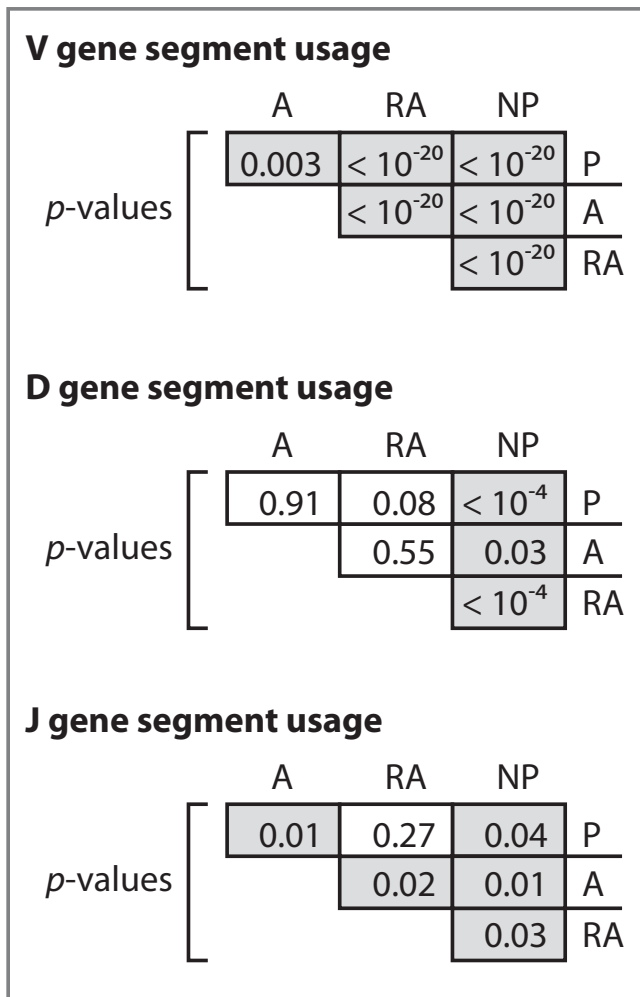 V gene segment usage
A RA NP
0.003 < 10⁻²⁰ < 10⁻²⁰ P
p-values < 10⁻²⁰ < 10⁻²⁰ A
< 10⁻²⁰ RA
D gene segment usage
A RA NP
0.91 0.08 < 10⁻⁴ P
p-values 0.55 0.03 A
< 10⁻⁴ RA
J gene segment usage
A RA NP
0.01 0.27 0.04 P
p-values 0.02 0.01 A
0.03 RA